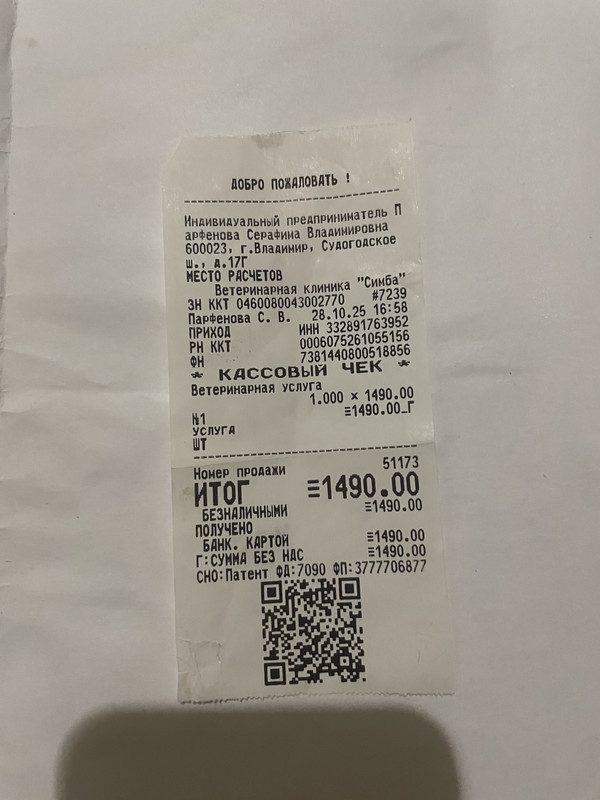 ДОБРО ПОЖАЛОВАТЬ !
Индивидуальный предприниматель П
арфенова Серафима Владимировна
600023, г.Владимир, Судогодское
ш., д.17Г
МЕСТО РАСЧЕТОВ
Ветеринарная клиника "Симба"
ЗН ККТ 0460080043002770 #7239
Парфенова С. В. 28.10.25 16:58
ПРИХОД ИНН 332891763952
РН ККТ 0006075261055156
ФН 7381440800518856
* КАССОВЫЙ ЧЕК *
Ветеринарная услуга
1.000 × 1490.00
№1 ≡1490.00_Г
УСЛУГА
ШТ
Номер продажи 51173
ИТОГ ≡1490.00
БЕЗНАЛИЧНЫМИ ≡1490.00
ПОЛУЧЕНО
БАНК. КАРТОЙ ≡1490.00
Г:СУММА БЕЗ НДС ≡1490.00
СНО:Патент ФД:7090 ФП:3777706877